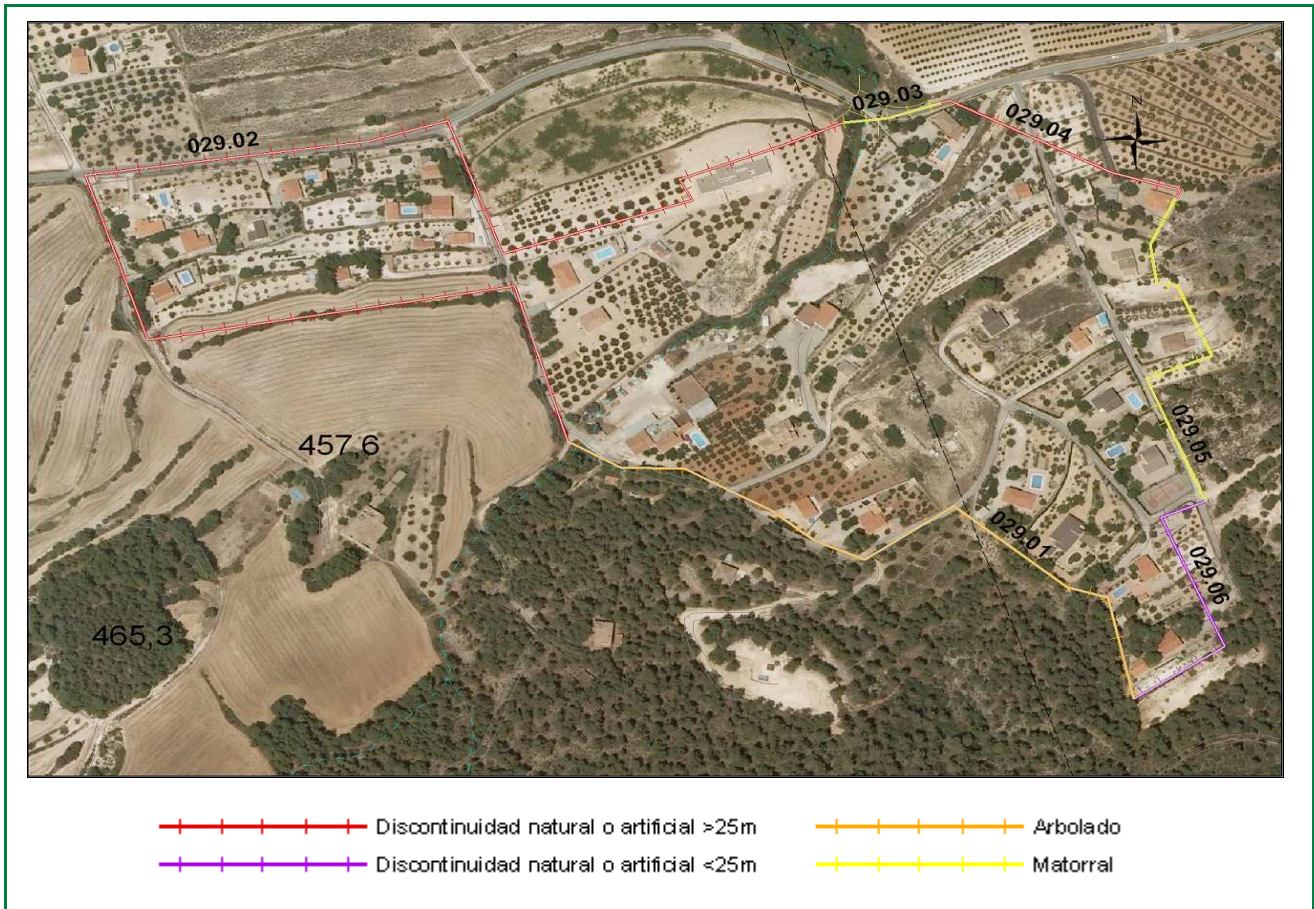 029.03
029.04
N
029.02
029.05
457,6
029.01
029.06
465,3
Discontinuidad natural o artificial >25m
Arbolado
Discontinuidad natural o artificial <25m
Matorral